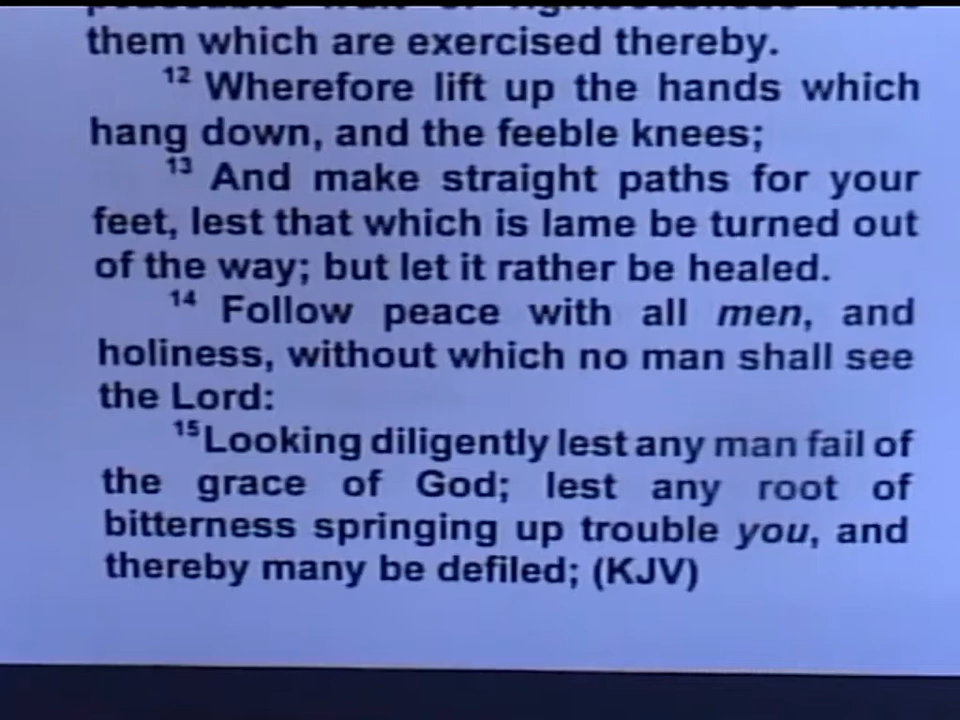 them which are exercised thereby.
12 Wherefore lift up the hands which
hang down, and the feeble knees;
13 And make straight paths for your
feet, lest that which is lame be turned out
of the way; but let it rather be healed.
14 Follow peace with all men, and
holiness, without which no man shall see
the Lord:
15 Looking diligently lest any man fail of
the grace of God; lest any root of
bitterness springing up trouble you, and
thereby many be defiled; (KJV)